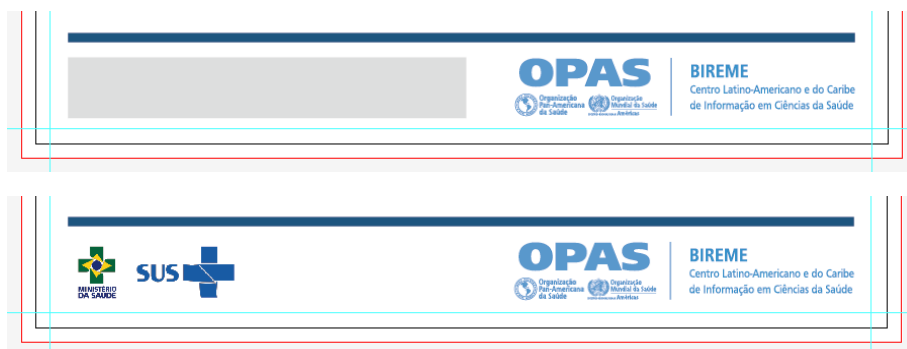 OPAS
Organização
Pan-Americana
da Saúde
Organização
Mundial da Saúde
Américas
BIREME
Centro Latino-Americano e do Caribe
de Informação em Ciências da Saúde
MINISTÉRIO
DA SAÚDE
SUS
OPAS
Organização
Pan-Americana
da Saúde
Organização
Mundial da Saúde
Américas
BIREME
Centro Latino-Americano e do Caribe
de Informação em Ciências da Saúde